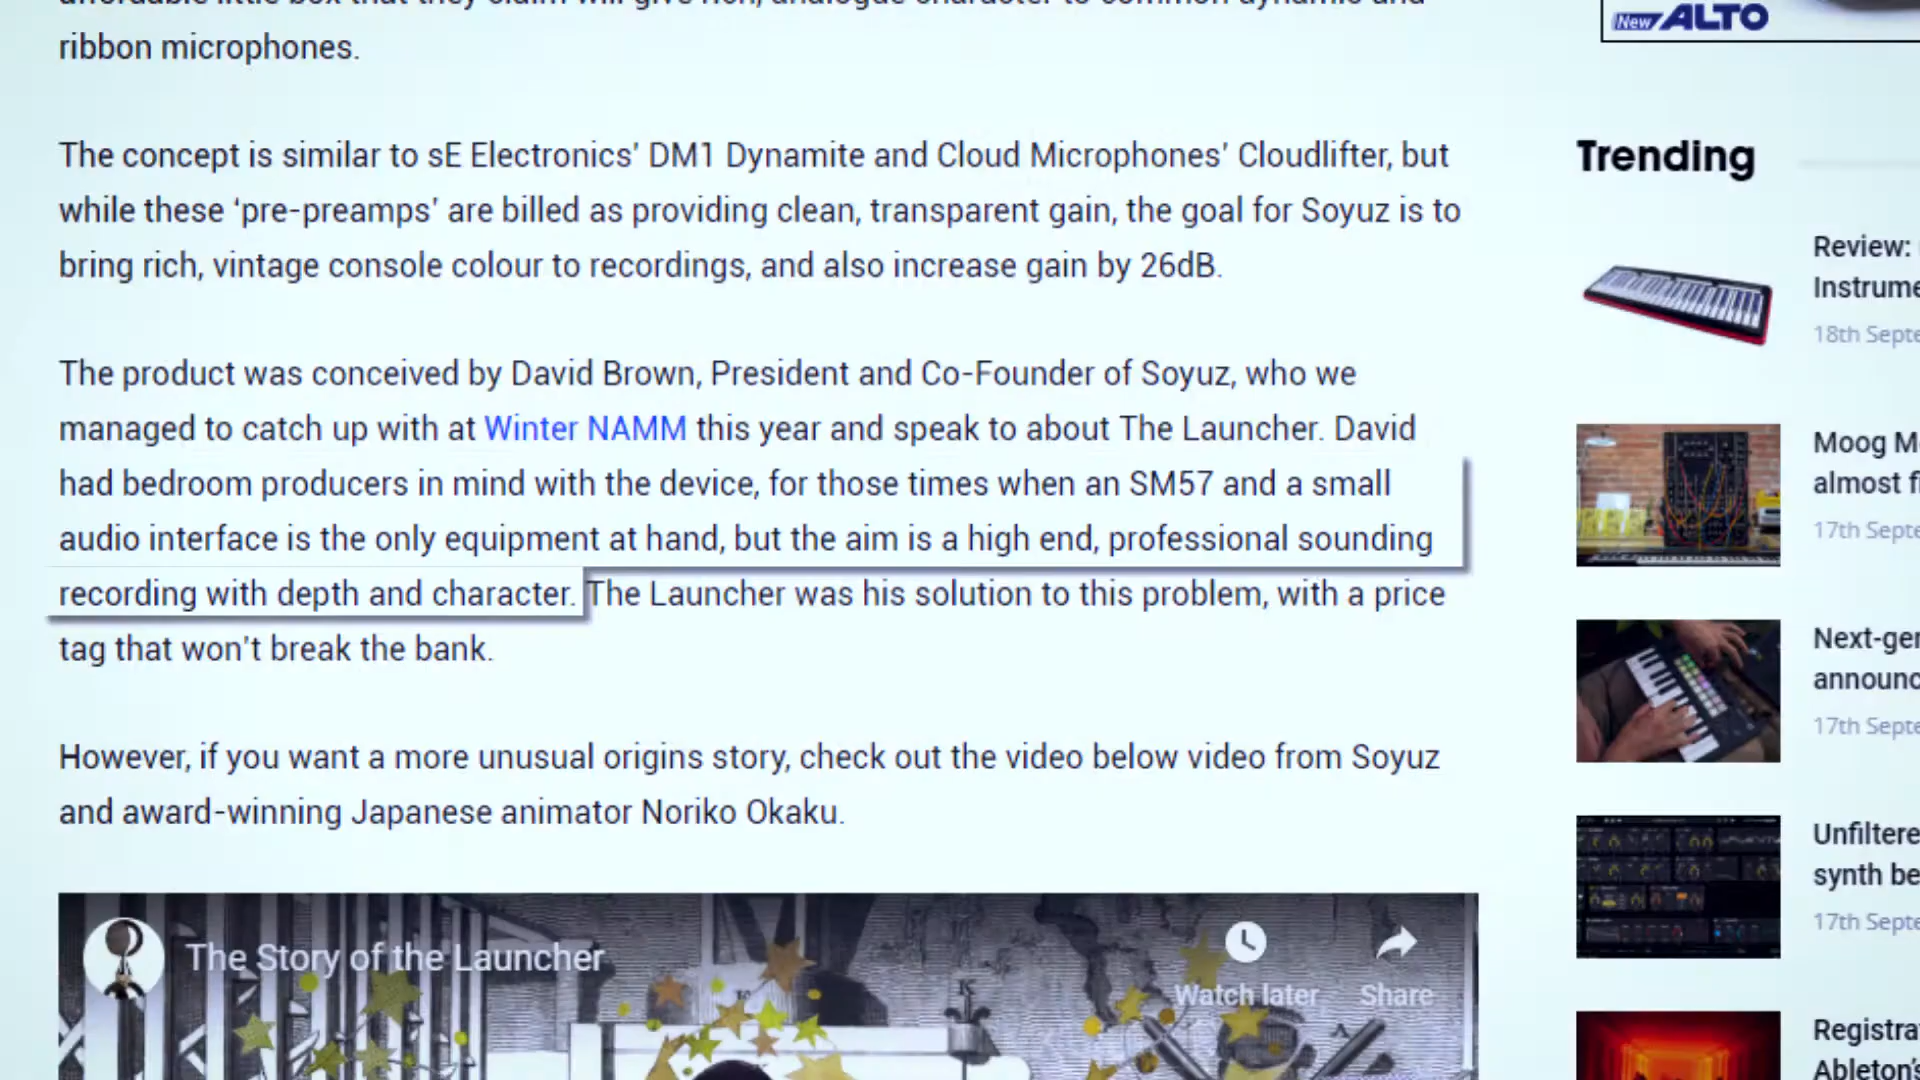 ribbon microphones.
The concept is similar to sE Electronics' DM1 Dynamite and Cloud Microphones' Cloudlifter, but
while these 'pre-preamps' are billed as providing clean, transparent gain, the goal for Soyuz is to
bring rich, vintage console colour to recordings, and also increase gain by 26dB.
The product was conceived by David Brown, President and Co-Founder of Soyuz, who we
managed to catch up with at Winter NAMM this year and speak to about The Launcher. David
had bedroom producers in mind with the device, for those times when an SM57 and a small
audio interface is the only equipment at hand, but the aim is a high end, professional sounding
recording with depth and character. The Launcher was his solution to this problem, with a price
tag that won't break the bank.
However, if you want a more unusual origins story, check out the video below video from Soyuz
and award-winning Japanese animator Noriko Okaku.
The Story of the Launcher
Watch later
Share
New ALTO
Trending
Review:
Instrume
18th Septe
Moog M
almost fi
17th Septe
Next-ger
announc
17th Septe
Unfiltere
synth be
17th Septe
Registra
Ableton's